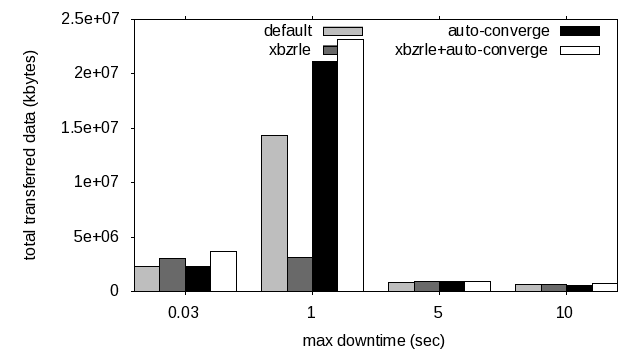 2.5e+07
2e+07
1.5e+07
1e+07
5e+06
0
total transferred data (kbytes)
default
xbzrle
auto-converge
xbzrle+auto-converge
0.03 1 5 10
max downtime (sec)